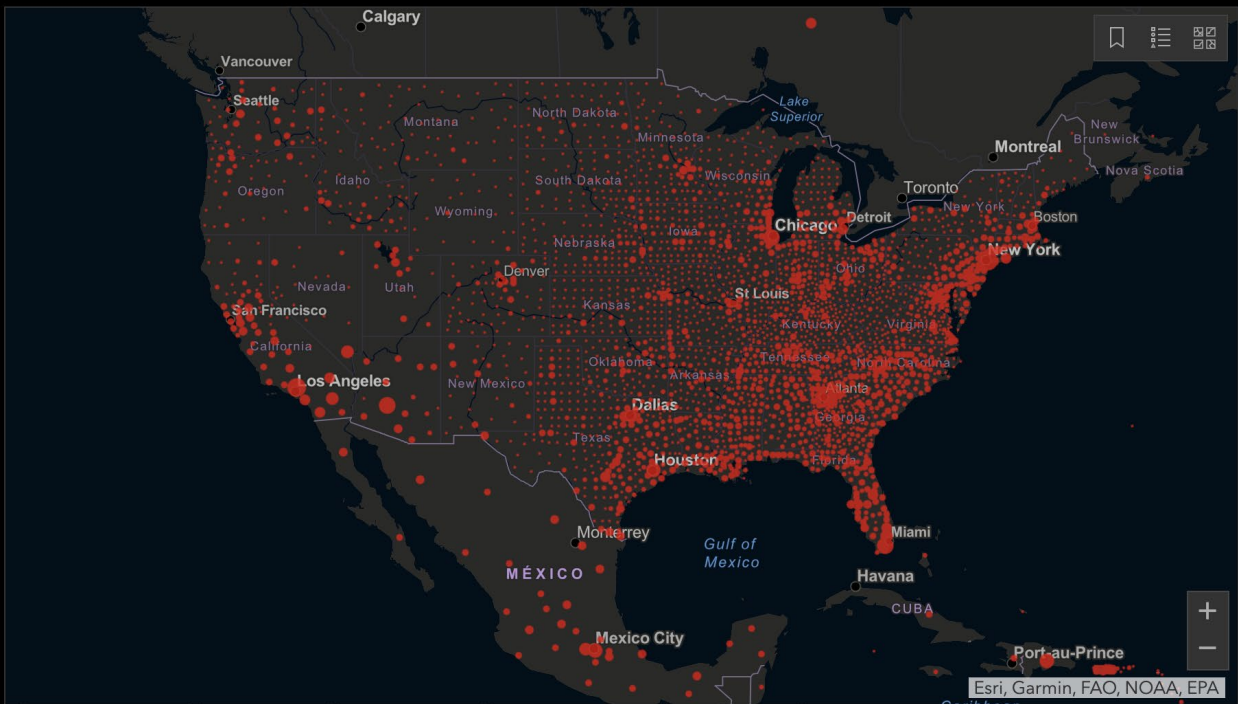 Calgary
Vancouver
Seattle
Lake
Superior
North Dakota
Montana
Minnesota
New
Brunswick
Montreal
Nova Scotia
Wisconsin
South Dakota
Idaho
Oregon
Toronto
New York
Wyoming
Boston
Detroit
Chicago
Iowa
Nebraska
New York
Ohio
Denver
Nevada
Utah
St Louis
Kansas
San Francisco
Kentucky
Virginia
California
Tennessee
Oklahoma
North Carolina
Arkansas
Los Angeles
New Mexico
Atlanta
Dallas
Georgia
Texas
Houston
Florida
Miami
Monterrey
Gulf of
Mexico
MÉXICO
Havana
CUBA
Mexico City
Port-au-Prince
+
−
Esri, Garmin, FAO, NOAA, EPA
Caribbean